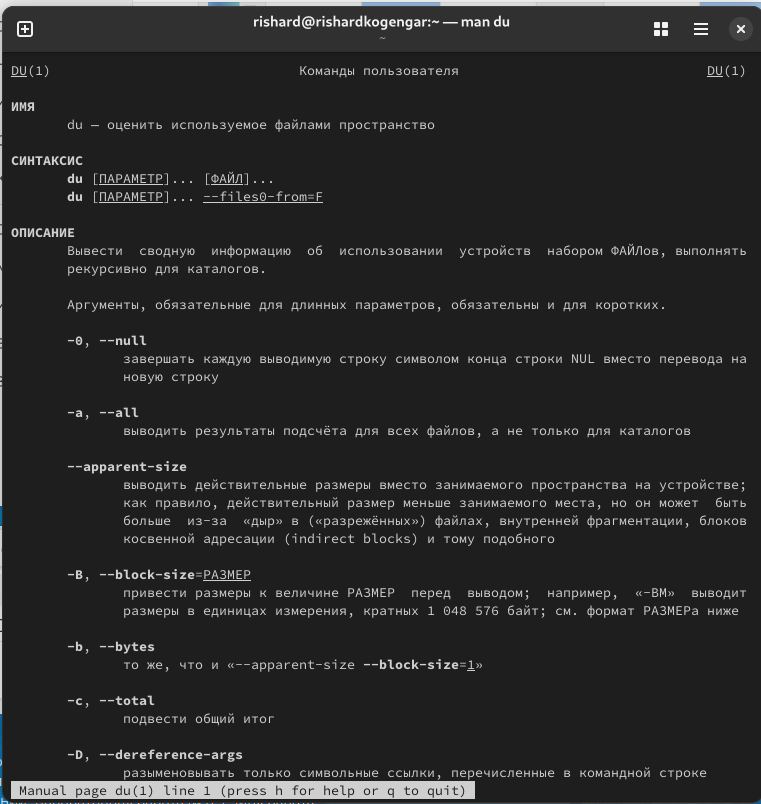 rishard@rishardkogengar:~ — man du
~
DU(1) Команды пользователя DU(1)
ИМЯ
du — оценить используемое файлами пространство
СИНТАКСИС
du [ПАРАМЕТР]... [ФАЙЛ]...
du [ПАРАМЕТР]... --files0-from=F
ОПИСАНИЕ
Вывести сводную информацию об использовании устройств набором ФАЙЛов, выполнять
рекурсивно для каталогов.
Аргументы, обязательные для длинных параметров, обязательны и для коротких.
-0, --null
завершать каждую выводимую строку символом конца строки NUL вместо перевода на
новую строку
-a, --all
выводить результаты подсчёта для всех файлов, а не только для каталогов
--apparent-size
выводить действительные размеры вместо занимаемого пространства на устройстве;
как правило, действительный размер меньше занимаемого места, но он может быть
больше из-за «дыр» в («разрежённых») файлах, внутренней фрагментации, блоков
косвенной адресации (indirect blocks) и тому подобного
-B, --block-size=РАЗМЕР
привести размеры к величине РАЗМЕР перед выводом; например, «-BM» выводит
размеры в единицах измерения, кратных 1 048 576 байт; см. формат РАЗМЕРа ниже
-b, --bytes
то же, что и «--apparent-size --block-size=1»
-c, --total
подвести общий итог
-D, --dereference-args
разыменовывать только символьные ссылки, перечисленные в командной строке
Manual page du(1) line 1 (press h for help or q to quit)